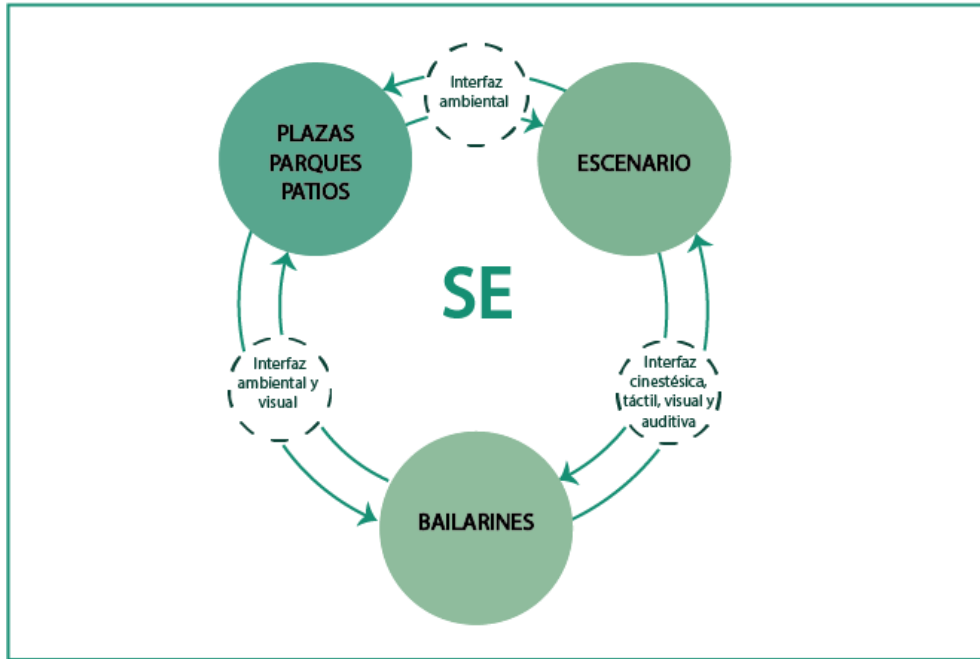 Interfaz
ambiental
PLAZAS
PARQUES
PATIOS
ESCENARIO
SE
Interfaz
ambiental y
visual
Interfaz
cinestésica,
táctil, visual y
auditiva
BAILARINES